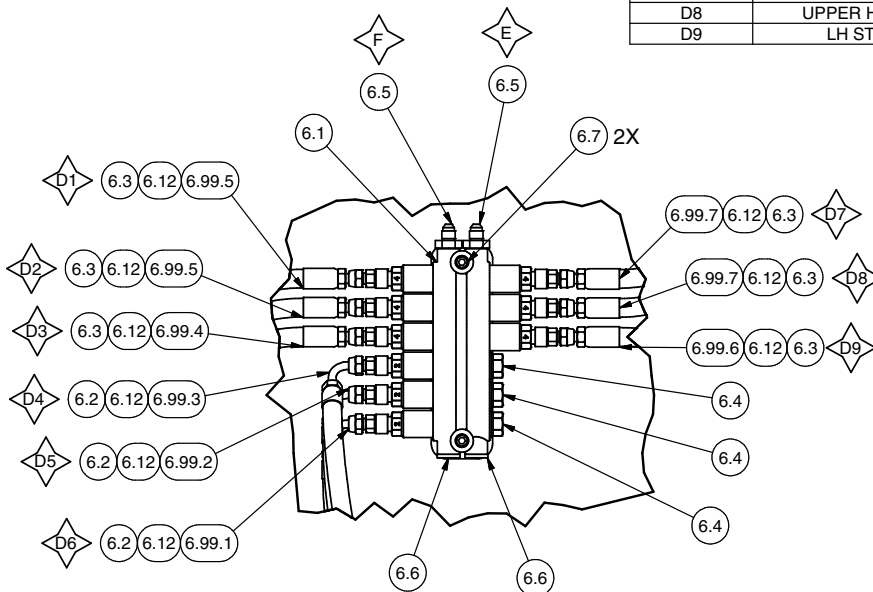 D8 UPPER H
D9 LH ST
F
E
6.5
6.5
6.1
6.7 2X
D1 6.3 6.12 6.99.5
6.99.7 6.12 6.3 D7
D2 6.3 6.12 6.99.5
6.99.7 6.12 6.3 D8
D3 6.3 6.12 6.99.4
6.99.6 6.12 6.3 D9
D4 6.2 6.12 6.99.3
6.4
D5 6.2 6.12 6.99.2
6.4
6.4
D6 6.2 6.12 6.99.1
6.6
6.6